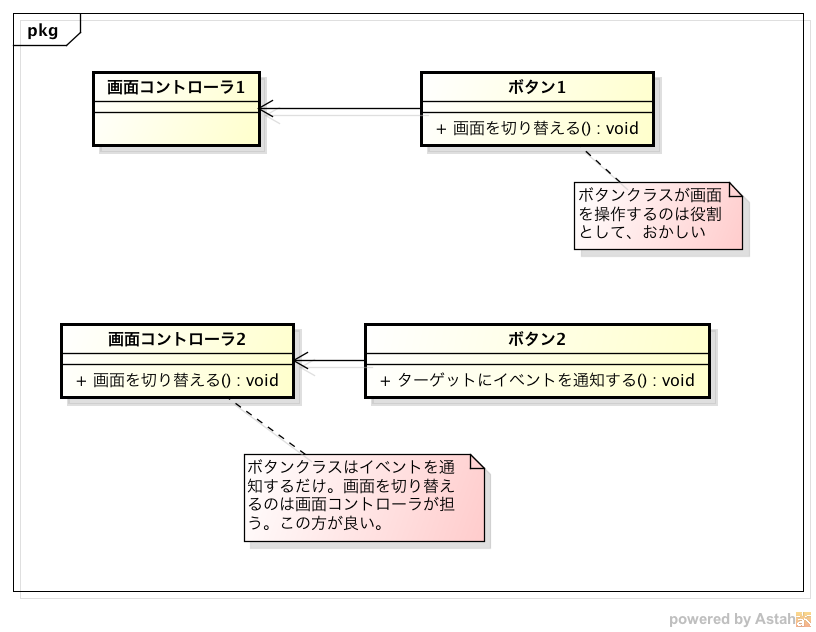 pkg
画面コントローラ1
ボタン1
+ 画面を切り替える() : void
ボタンクラスが画面
を操作するのは役割
として、おかしい
画面コントローラ2
ボタン2
+ 画面を切り替える() : void
+ ターゲットにイベントを通知する() : void
ボタンクラスはイベントを通
知するだけ。画面を切り替え
るのは画面コントローラが担
う。この方が良い。
powered by Astah